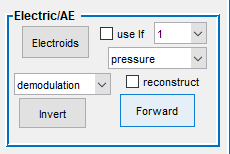 Electric/AE
Electroids
use lf
1
pressure
demodulation
reconstruct
Invert
Forward